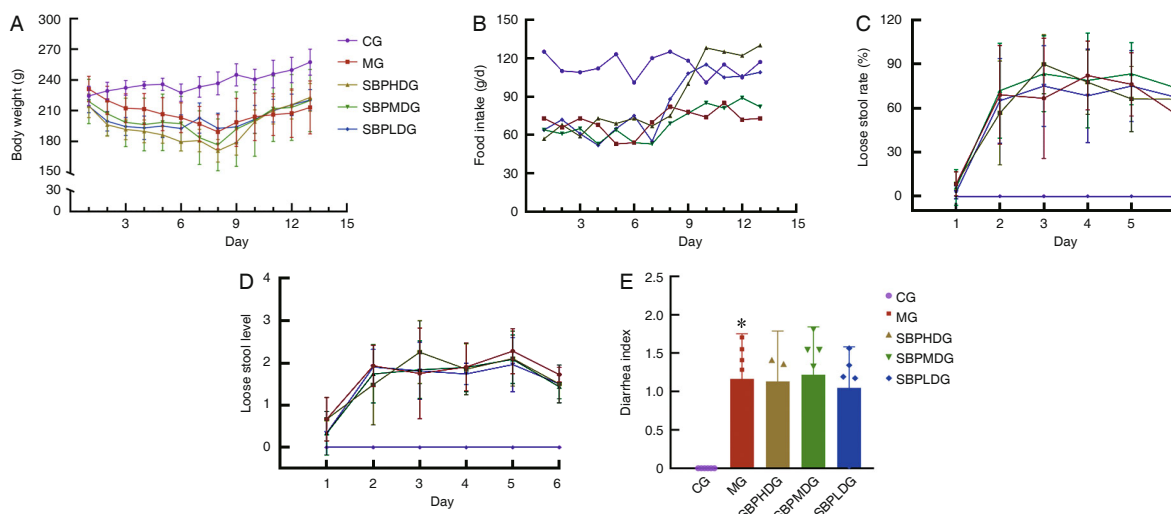 A
Body weight (g)
300
270
240
210
180
150
30
0
3
6
9
12
15
Day
CG
MG
SBPHDG
SBPMDG
SBPLDG
B
Food intake (g/d)
150
120
90
60
30
0
3
6
9
12
15
Day
C
Loose stool rate (%)
120
90
60
30
0
1
2
3
4
5
Day
D
Loose stool level
4
3
2
1
0
1
2
3
4
5
6
Day
E
Diarrhea index
2.5
2.0
1.5
1.0
0.5
0
*
CG
MG
SBPHDG
SBPMDG
SBPLDG
CG
MG
SBPHDG
SBPMDG
SBPLDG